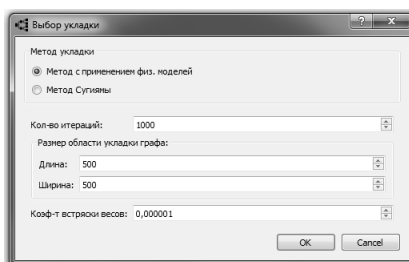 Выбор укладки
Метод укладки
Метод с применением физ. моделей
Метод Сугиямы
Кол-во итераций: 1000
Размер области укладки графа:
Длина: 500
Ширина: 500
Коэф-т встряски весов: 0,000001
OK Cancel